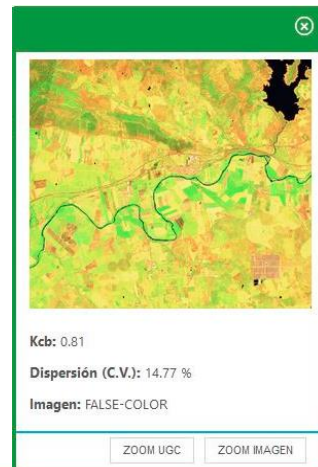 Kcb: 0.81
Dispersión (C.V.): 14.77 %
Imagen: FALSE-COLOR
ZOOM UGC ZOOM IMAGEN